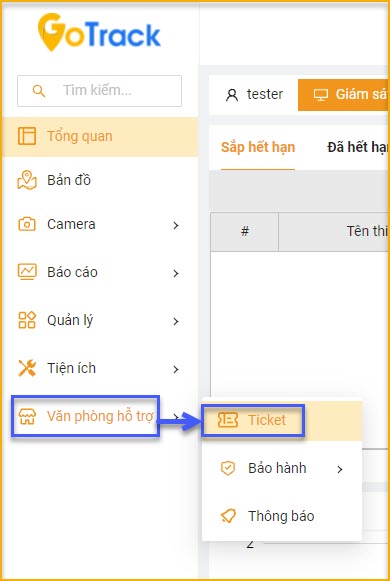 GoTrack
Tìm kiếm...
tester
Giám sá
Tổng quan
Sắp hết hạn
Đã hết hạ
Bản đồ
Camera
#
Tên thi
Báo cáo
Quản lý
Tiện ích
Văn phòng hỗ trợ
Ticket
Bảo hành
Thông báo
2